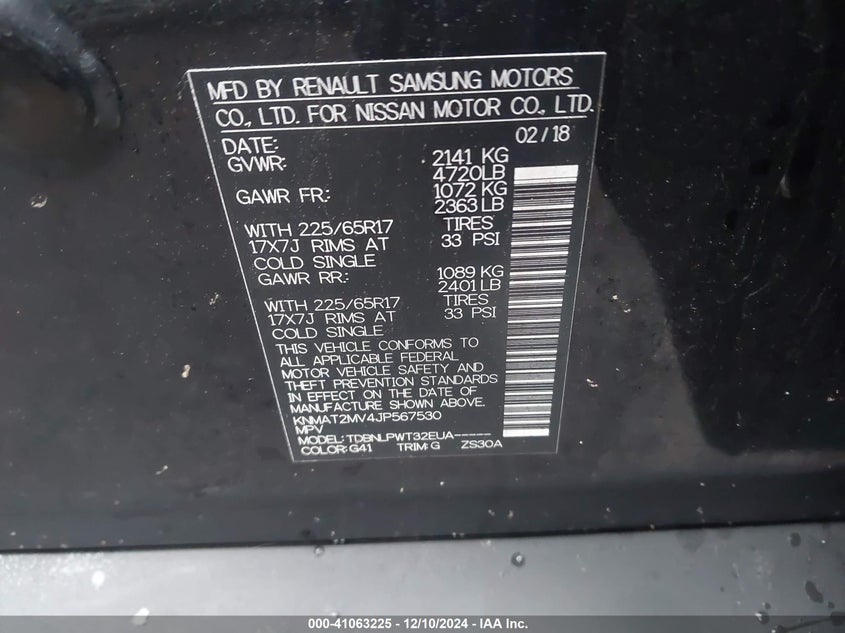 MFD BY RENAULT SAMSUNG MOTORS
CO., LTD. FOR NISSAN MOTOR CO., LTD.
DATE: 02/18
GVWR: 2141 KG
4720LB
GAWR FR: 1072 KG
2363 LB
WITH 225/65R17 TIRES
17X7J RIMS AT 33 PSI
COLD SINGLE
GAWR RR: 1089 KG
2401 LB
WITH 225/65R17 TIRES
17X7J RIMS AT 33 PSI
COLD SINGLE
THIS VEHICLE CONFORMS TO
ALL APPLICABLE FEDERAL
MOTOR VEHICLE SAFETY AND
THEFT PREVENTION STANDARDS
IN EFFECT ON THE DATE OF
MANUFACTURE SHOWN ABOVE
KNMAT2MV4JP567530
MPV
MODEL: TDBNLPWT32EUA-----
COLOR: G41 TRIM: G ZS30A
000-41063225 - 12/10/2024 - IAA Inc.